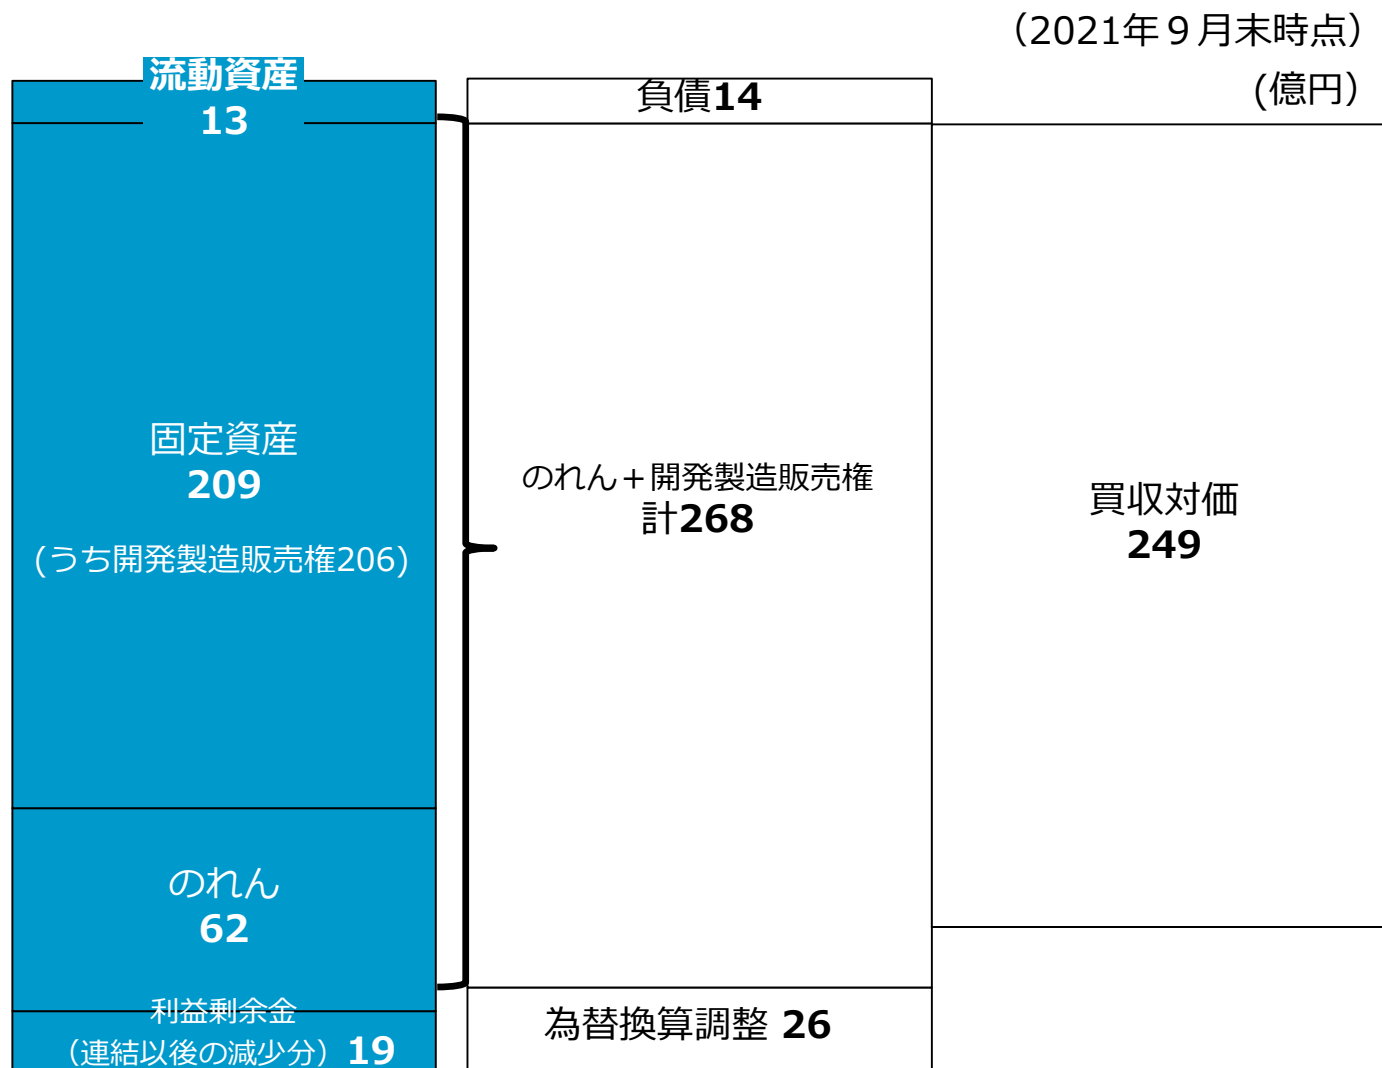 （2021年９月末時点）
(億円）
流動資産
13
固定資産
209
(うち開発製造販売権206)
のれん
62
利益剰余金
（連結以後の減少分）19
負債14
のれん＋開発製造販売権
計268
為替換算調整 26
買収対価
249